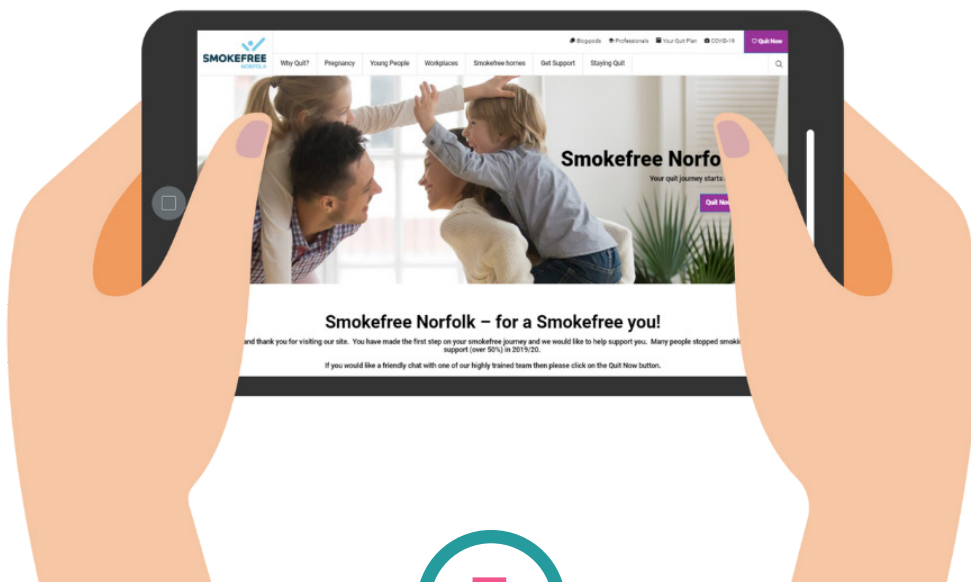 Blogpods Professionals Your Quit Plan COVID-19 Quit Now
SMOKEFREE
NORFOLK
Why Quit? Pregnancy Young People Workplaces Smokefree homes Get Support Staying Quit
Smokefree Norfo
Your quit journey starts
Quit Now
Smokefree Norfolk – for a Smokefree you!
and thank you for visiting our site. You have made the first step on your smokefree journey and we would like to help support you. Many people stopped smoki
support (over 50%) in 2019/20.
If you would like a friendly chat with one of our highly trained team then please click on the Quit Now button.